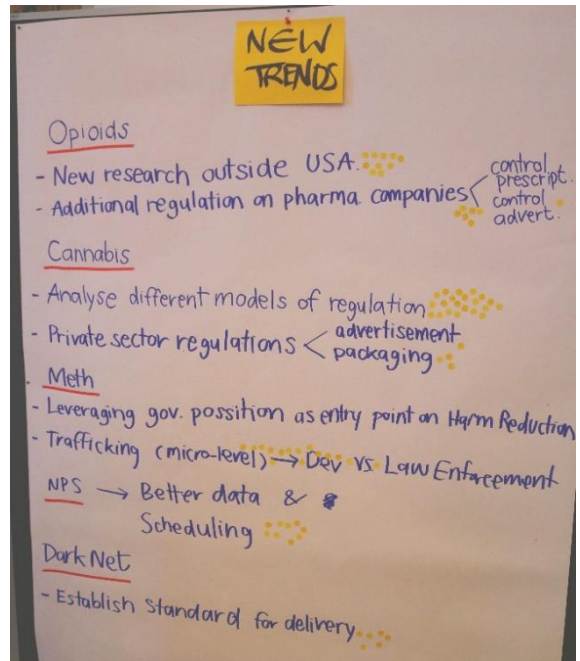 NEW
TRENDS
Opioids
- New research outside USA.
- Additional regulation on pharma companies < control prescript.
control advert.
Cannabis
- Analyse different models of regulation
- Private sector regulations < advertisement
packaging
Meth
- Leveraging gov. possition as entry point on Harm Reduction
- Trafficking (micro-level) → Dev vs. Law Enforcement
NPS → Better data &
Scheduling
Dark Net
- Establish standard for delivery